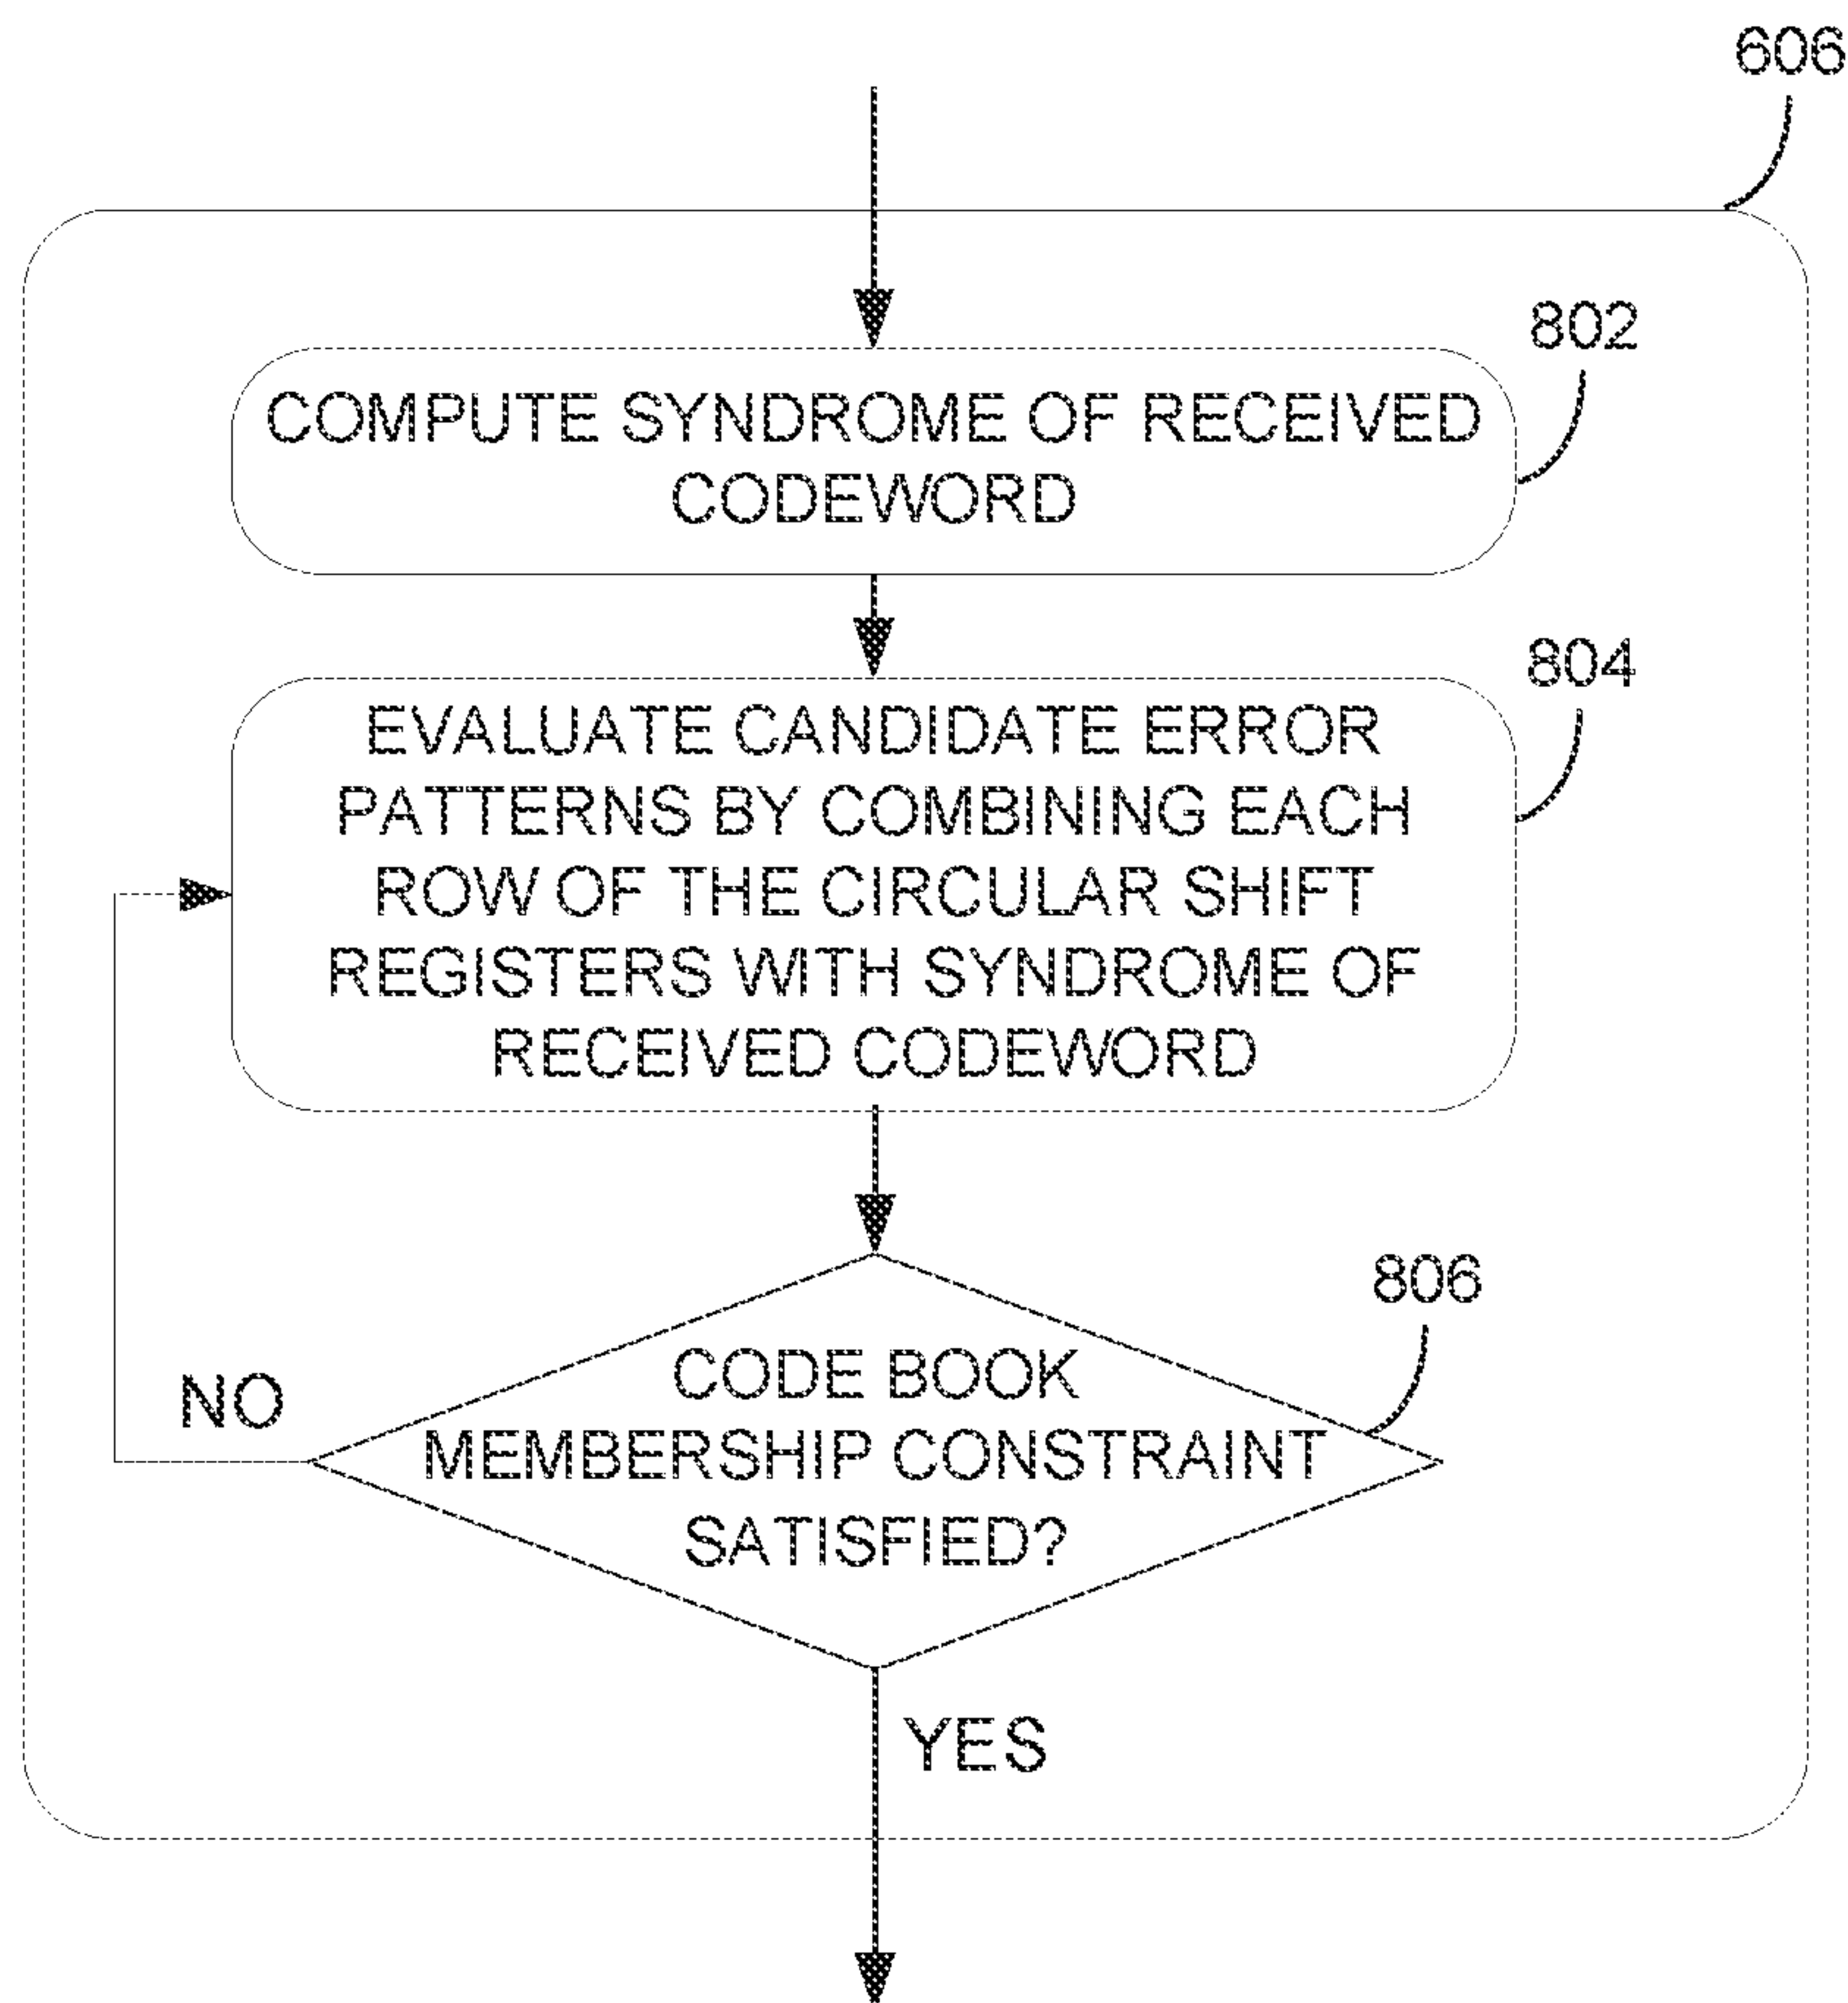 606
802
COMPUTE SYNDROME OF RECEIVED
CODEWORD
804
EVALUATE CANDIDATE ERROR
PATTERNS BY COMBINING EACH
ROW OF THE CIRCULAR SHIFT
REGISTERS WITH SYNDROME OF
RECEIVED CODEWORD
806
CODE BOOK
MEMBERSHIP CONSTRAINT
SATISFIED?
NO
YES